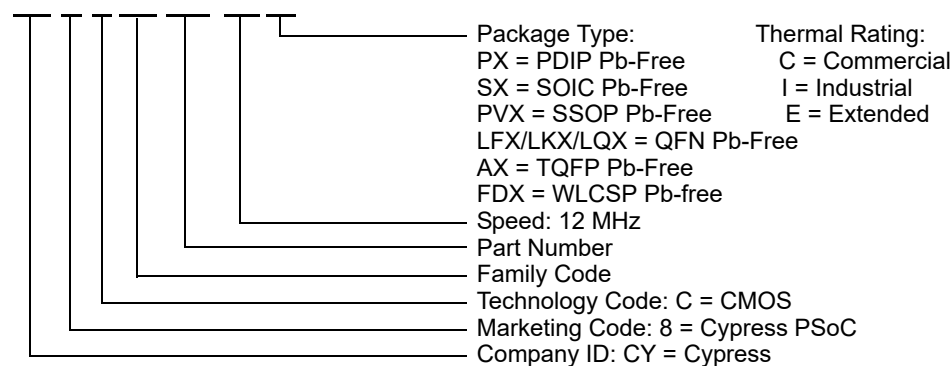 Package Type: Thermal Rating:
PX = PDIP Pb-Free C = Commercial
SX = SOIC Pb-Free I = Industrial
PVX = SSOP Pb-Free E = Extended
LFX/LKX/LQX = QFN Pb-Free
AX = TQFP Pb-Free
FDX = WLCSP Pb-free
Speed: 12 MHz
Part Number
Family Code
Technology Code: C = CMOS
Marketing Code: 8 = Cypress PSoC
Company ID: CY = Cypress